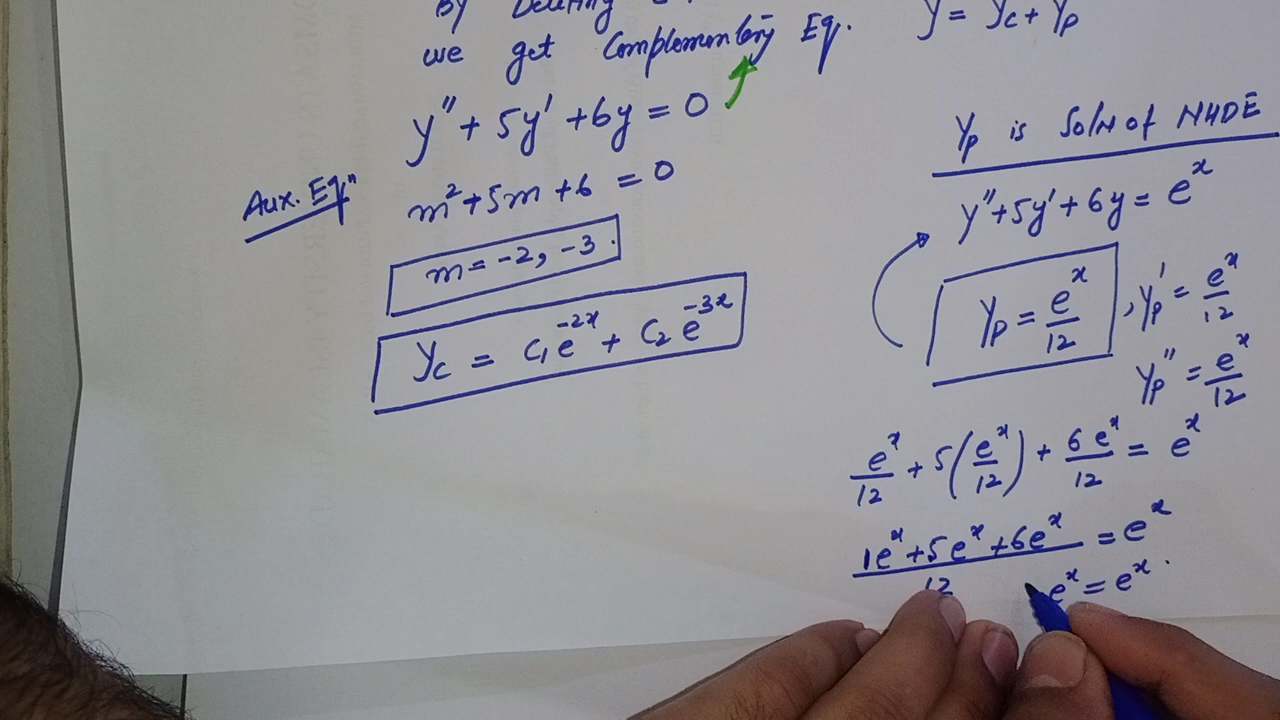 By
we get Complementary Eq.
y = yc + yp
y'' + 5y' + 6y = 0
Aux. Eqⁿ
m² + 5m + 6 = 0
m = -2, -3.
yc = c₁e^-2x + c₂e^-3x
yp is SolN of NHDE
y'' + 5y' + 6y = e^x
yp = e^x/12, yp' = e^x/12
yp'' = e^x/12
e^x/12 + 5(e^x/12) + 6e^x/12 = e^x
1e^x + 5e^x + 6e^x/12 = e^x
e^x = e^x.